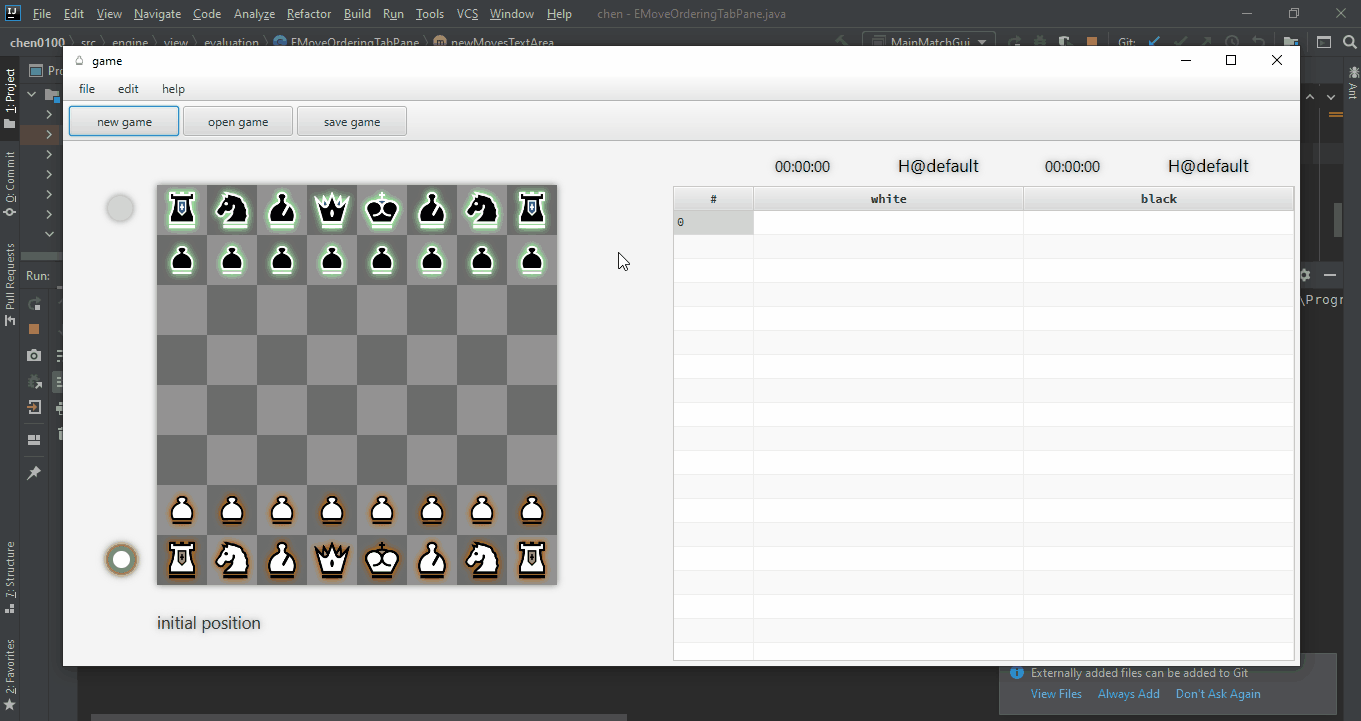 File Edit View Navigate Code Analyze Refactor Build Run Tools VCS Window Help chen - EMoveOrderingTabPane.java
chen0100 src engine view evaluation EMoveOrderingTabPane newMovesTextArea MainMatchGui Git:
game
file edit help
new game open game save game
00:00:00 H@default 00:00:00 H@default
# white black
0
initial position
1: Project
0: Commit
Pull Requests
7: Structure
2: Favorites
Run:
Ant
\Progr
Externally added files can be added to Git
View Files Always Add Don't Ask Again